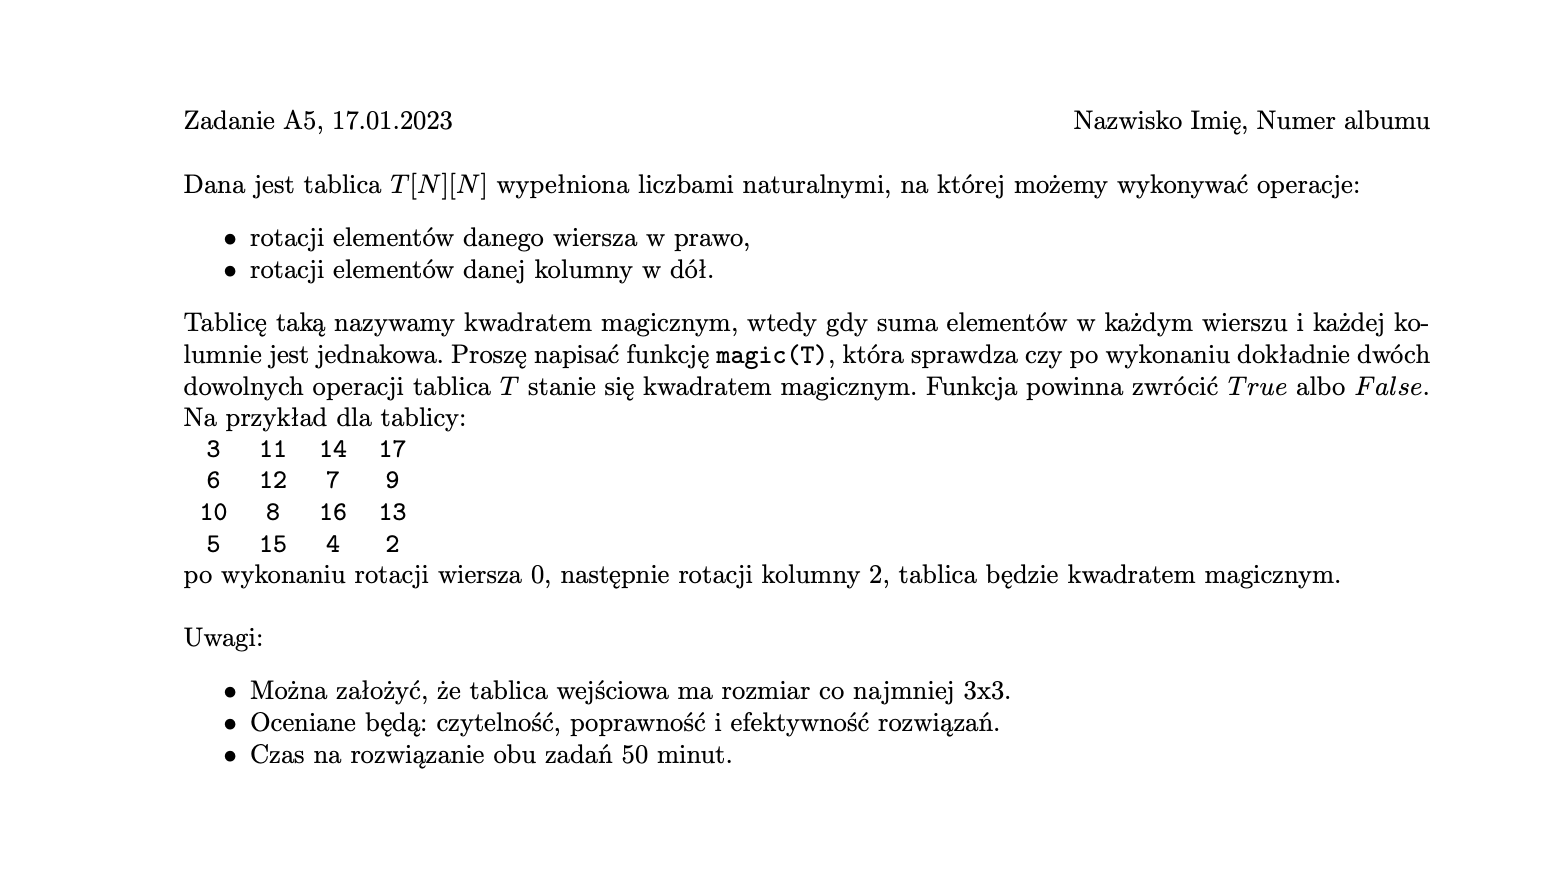 Zadanie A5, 17.01.2023 Nazwisko Imię, Numer albumu
Dana jest tablica T[N][N] wypełniona liczbami naturalnymi, na której możemy wykonywać operacje:
• rotacji elementów danego wiersza w prawo,
• rotacji elementów danej kolumny w dół.
Tablicę taką nazywamy kwadratem magicznym, wtedy gdy suma elementów w każdym wierszu i każdej ko-
lumnie jest jednakowa. Proszę napisać funkcję magic(T), która sprawdza czy po wykonaniu dokładnie dwóch
dowolnych operacji tablica T stanie się kwadratem magicznym. Funkcja powinna zwrócić True albo False.
Na przykład dla tablicy:
3 11 14 17
6 12 7 9
10 8 16 13
5 15 4 2
po wykonaniu rotacji wiersza 0, następnie rotacji kolumny 2, tablica będzie kwadratem magicznym.
Uwagi:
• Można założyć, że tablica wejściowa ma rozmiar co najmniej 3x3.
• Oceniane będą: czytelność, poprawność i efektywność rozwiązań.
• Czas na rozwiązanie obu zadań 50 minut.